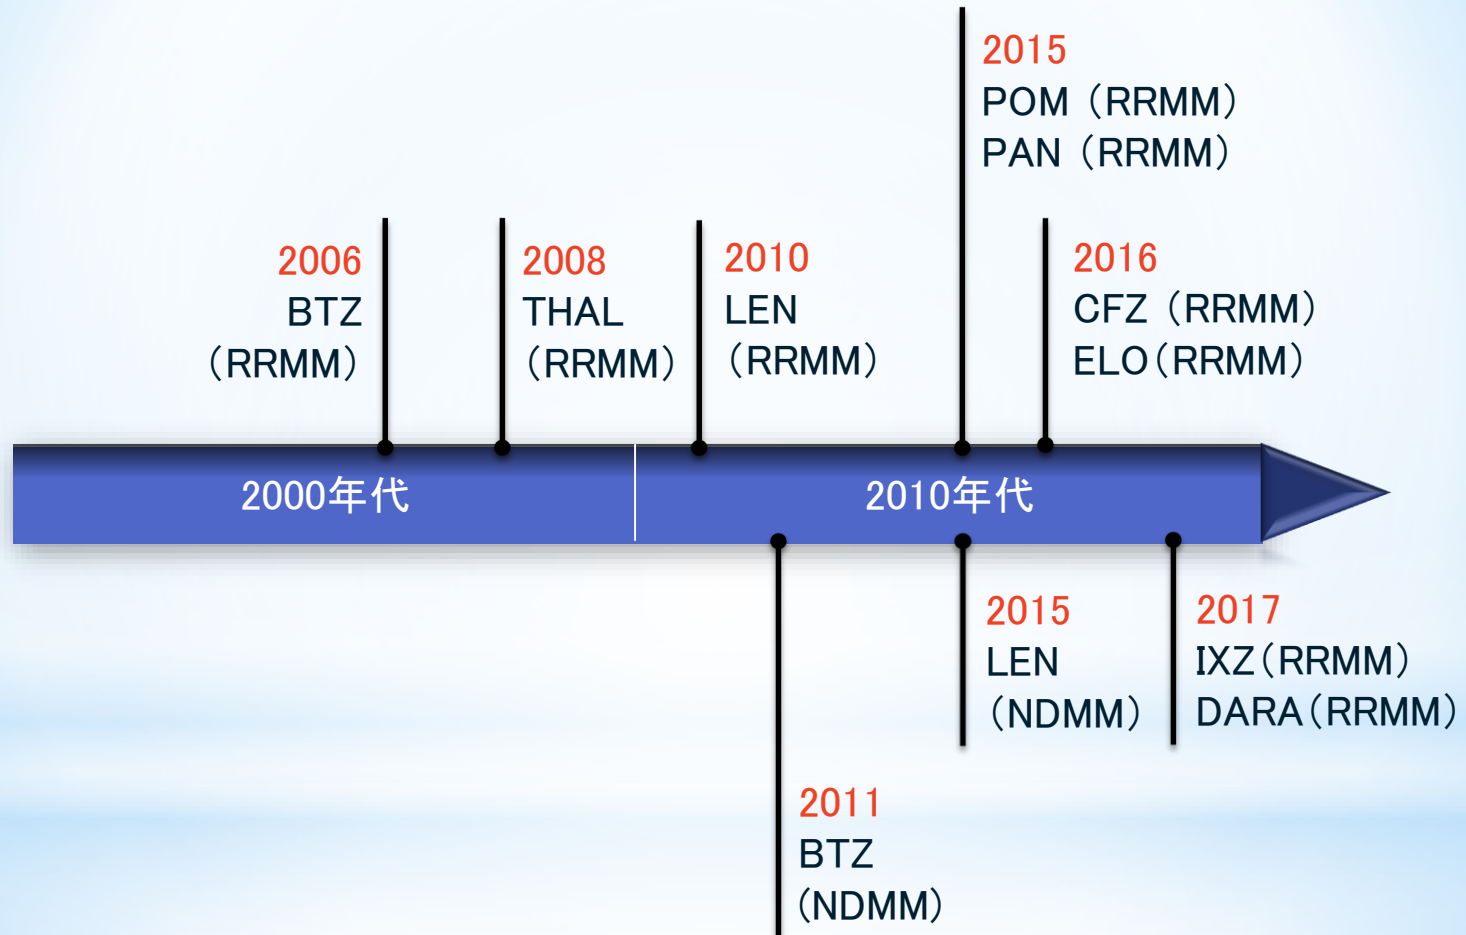 2015
POM (RRMM)
PAN (RRMM)
2006
BTZ
(RRMM)
2008
THAL
(RRMM)
2010
LEN
(RRMM)
2016
CFZ (RRMM)
ELO(RRMM)
2000年代
2010年代
2015
LEN
(NDMM)
2017
IXZ(RRMM)
DARA(RRMM)
2011
BTZ
(NDMM)